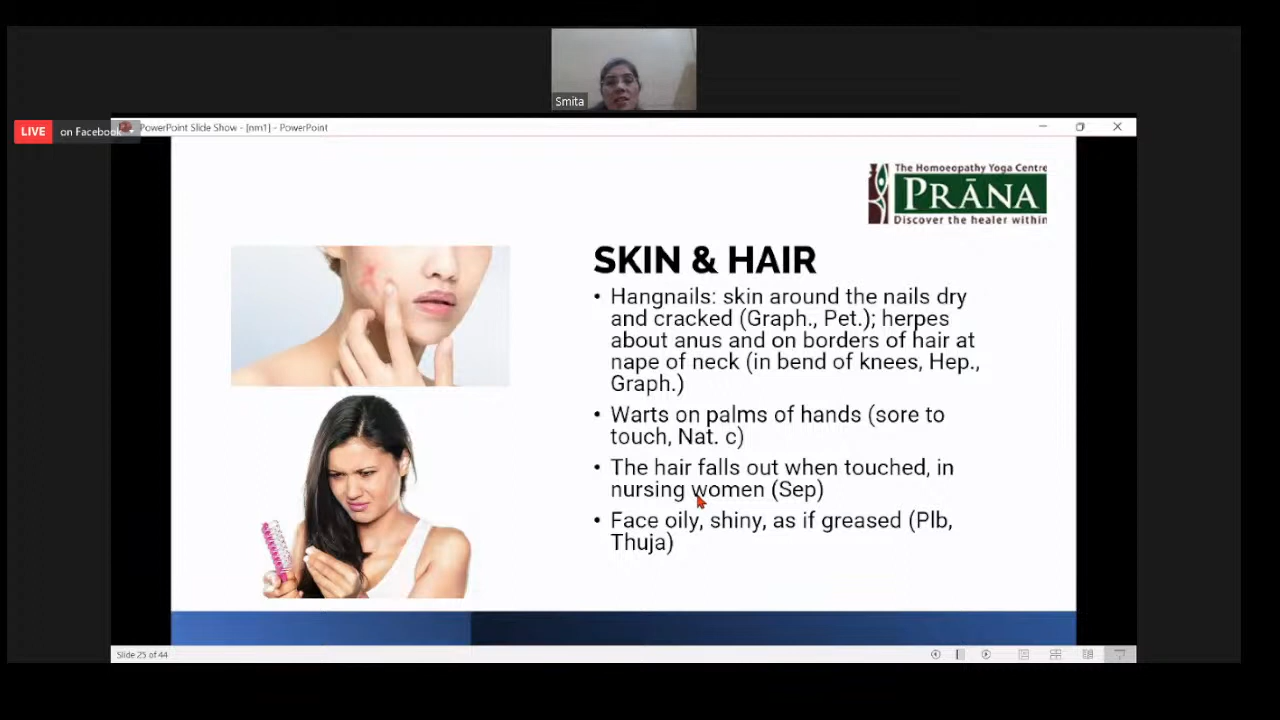 Smita
LIVE on Facebook
PowerPoint Slide Show - [nm1] - PowerPoint
The Homoeopathy Yoga Centre
PRĀNA
Discover the healer within
SKIN & HAIR
• Hangnails: skin around the nails dry
and cracked (Graph., Pet.); herpes
about anus and on borders of hair at
nape of neck (in bend of knees, Hep.,
Graph.)
• Warts on palms of hands (sore to
touch, Nat. c)
• The hair falls out when touched, in
nursing women (Sep)
• Face oily, shiny, as if greased (Plb,
Thuja)
Slide 25 of 44